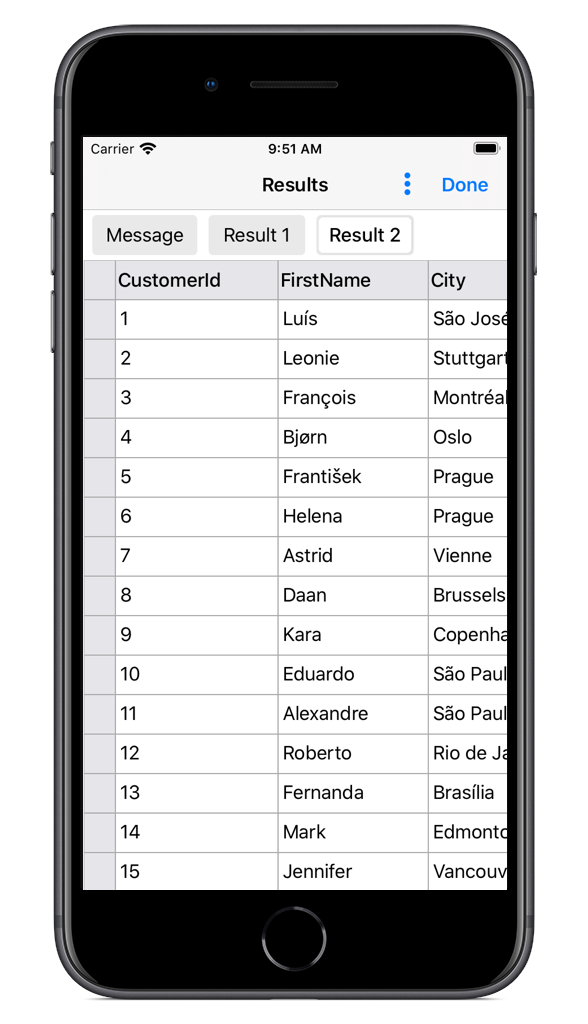 Carrier 9:51 AM
Results Done
Message Result 1 Result 2
CustomerId FirstName City
1 Luís São José
2 Leonie Stuttgart
3 François Montréal
4 Bjørn Oslo
5 František Prague
6 Helena Prague
7 Astrid Vienne
8 Daan Brussels
9 Kara Copenha
10 Eduardo São Paul
11 Alexandre São Paul
12 Roberto Rio de Ja
13 Fernanda Brasília
14 Mark Edmonto
15 Jennifer Vancouv